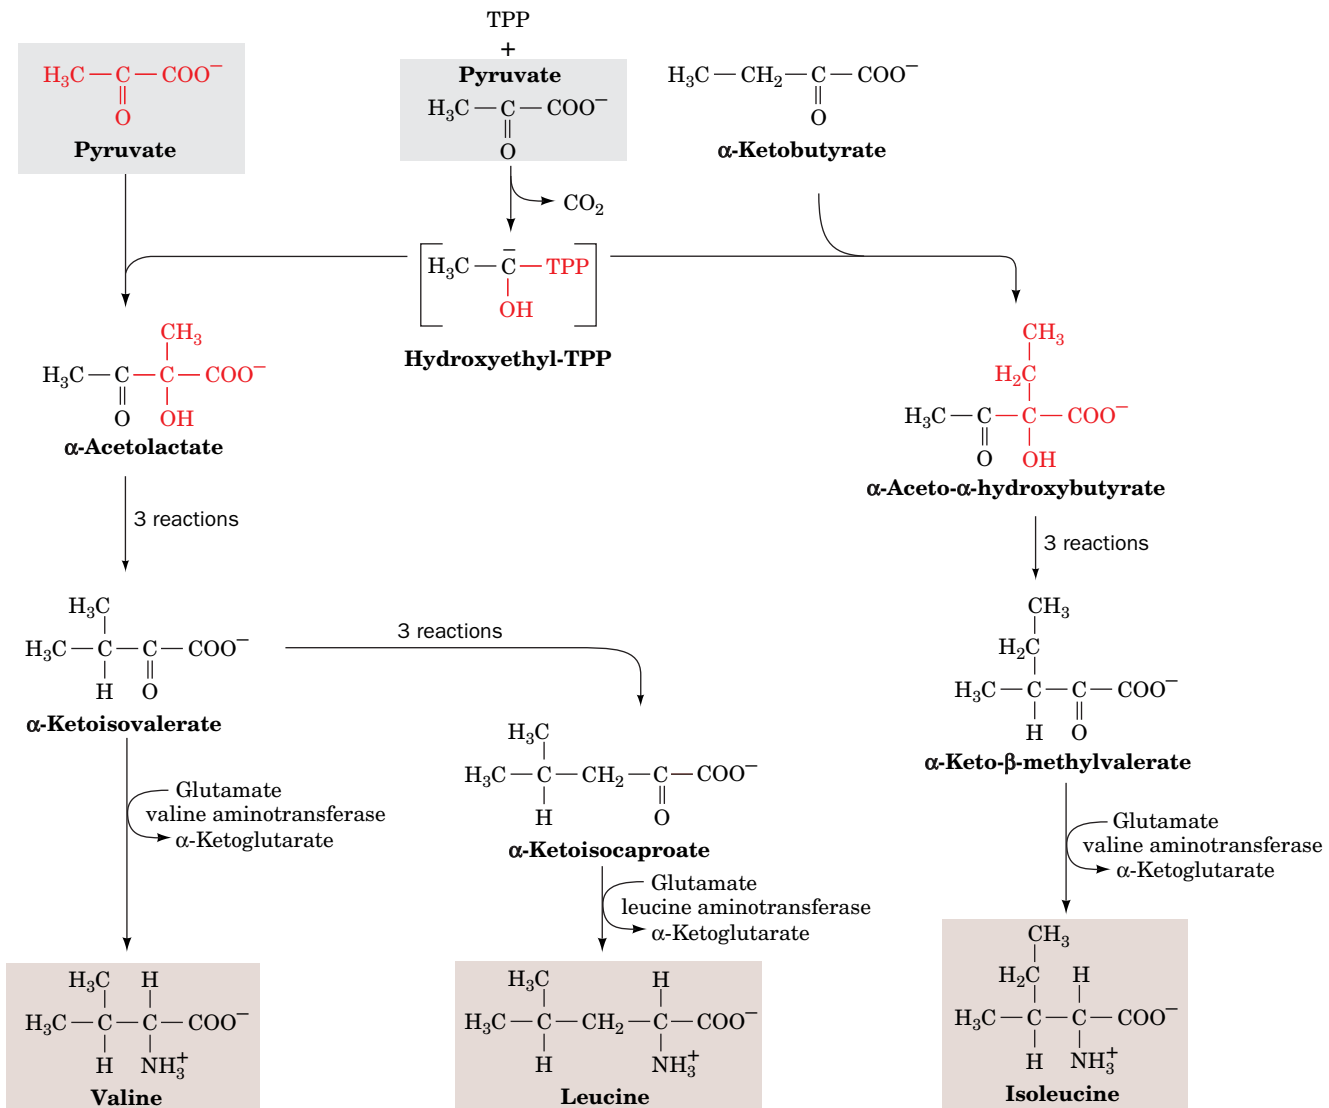 TPP
+
Pyruvate
H₃C — C — COO⁻
O
Pyruvate
H₃C — C — COO⁻
O
CO₂
H₃C — CH₂ — C — COO⁻
O
α-Ketobutyrate
H₃C — C̄ — TPP
OH
Hydroxyethyl-TPP
CH₃
H₃C — C — C — COO⁻
O OH
α-Acetolactate
3 reactions
CH₃
H₂C
H₃C — C — C — COO⁻
O OH
α-Aceto-α-hydroxybutyrate
3 reactions
H₃C
H₃C — C — C — COO⁻
H O
α-Ketoisovalerate
3 reactions
H₃C
H₃C — C — CH₂ — C — COO⁻
H O
α-Ketoisocaproate
CH₃
H₂C
H₃C — C — C — COO⁻
H O
α-Keto-β-methylvalerate
Glutamate
valine aminotransferase
α-Ketoglutarate
Glutamate
leucine aminotransferase
α-Ketoglutarate
Glutamate
valine aminotransferase
α-Ketoglutarate
H₃C H
H₃C — C — C — COO⁻
H NH₃⁺
Valine
H₃C H
H₃C — C — CH₂ — C — COO⁻
H NH₃⁺
Leucine
CH₃
H₂C H
H₃C — C — C — COO⁻
H NH₃⁺
Isoleucine